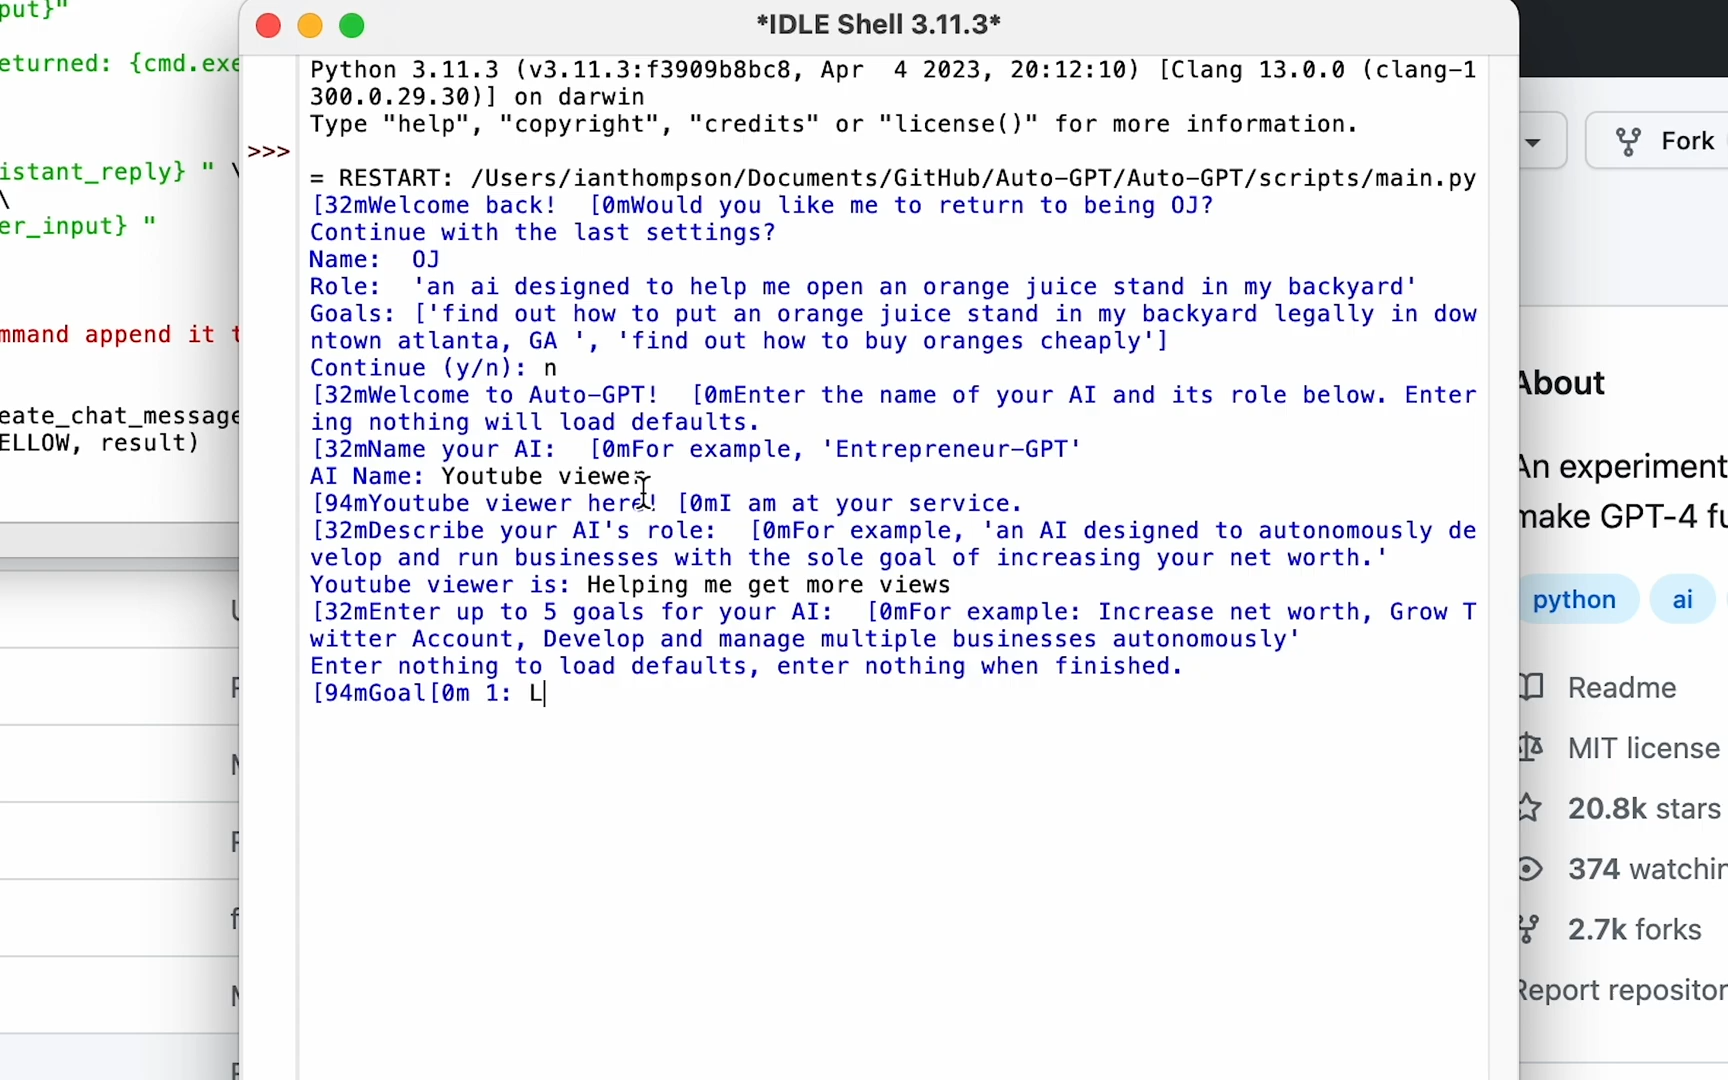 *IDLE Shell 3.11.3*
Python 3.11.3 (v3.11.3:f3909b8bc8, Apr  4 2023, 20:12:10) [Clang 13.0.0 (clang-1
300.0.29.30)] on darwin
Type "help", "copyright", "credits" or "license()" for more information.
>>>
= RESTART: /Users/ianthompson/Documents/GitHub/Auto-GPT/Auto-GPT/scripts/main.py
[32mWelcome back!  [0mWould you like me to return to being OJ?
Continue with the last settings?
Name:  OJ
Role:  'an ai designed to help me open an orange juice stand in my backyard'
Goals: ['find out how to put an orange juice stand in my backyard legally in dow
ntown atlanta, GA ', 'find out how to buy oranges cheaply']
Continue (y/n): n
[32mWelcome to Auto-GPT!  [0mEnter the name of your AI and its role below. Enter
ing nothing will load defaults.
[32mName your AI:  [0mFor example, 'Entrepreneur-GPT'
AI Name: Youtube viewer
[94mYoutube viewer here! [0mI am at your service.
[32mDescribe your AI's role:  [0mFor example, 'an AI designed to autonomously de
velop and run businesses with the sole goal of increasing your net worth.'
Youtube viewer is: Helping me get more views
[32mEnter up to 5 goals for your AI:  [0mFor example: Increase net worth, Grow T
witter Account, Develop and manage multiple businesses autonomously'
Enter nothing to load defaults, enter nothing when finished.
[94mGoal[0m 1: L
put}"
eturned: {cmd.exe
istant_reply} " \
\
er_input} "
mmand append it t
eate_chat_message
ELLOW, result)
Fork
About
An experiment
make GPT-4 fu
python
ai
Readme
MIT license
20.8k stars
374 watchin
2.7k forks
Report repositor